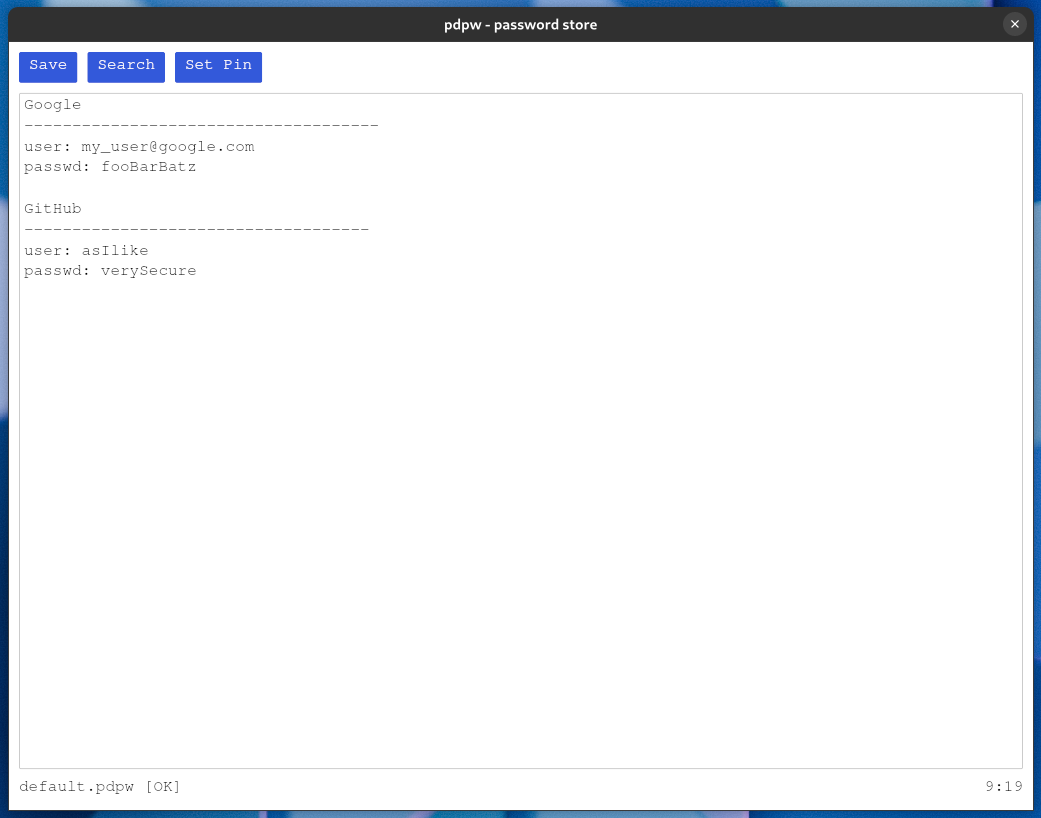 pdpw - password store
Save Search Set Pin
Google
-------------------------------------
user: my_user@google.com
passwd: fooBarBatz

GitHub
------------------------------------
user: asIlike
passwd: verySecure
default.pdpw [OK] 9:19